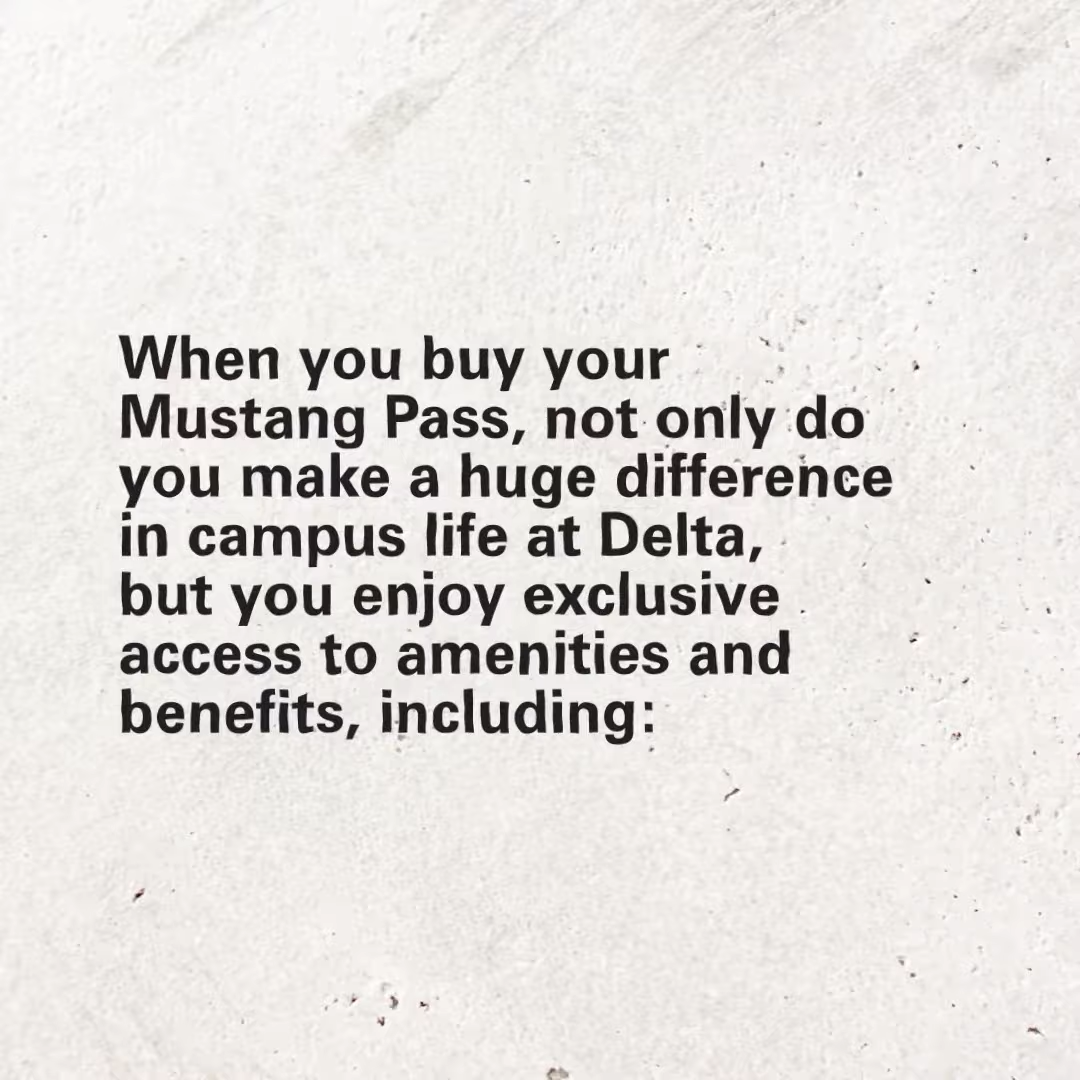 When you buy your
Mustang Pass, not only do
you make a huge difference
in campus life at Delta,
but you enjoy exclusive
access to amenities and
benefits, including: